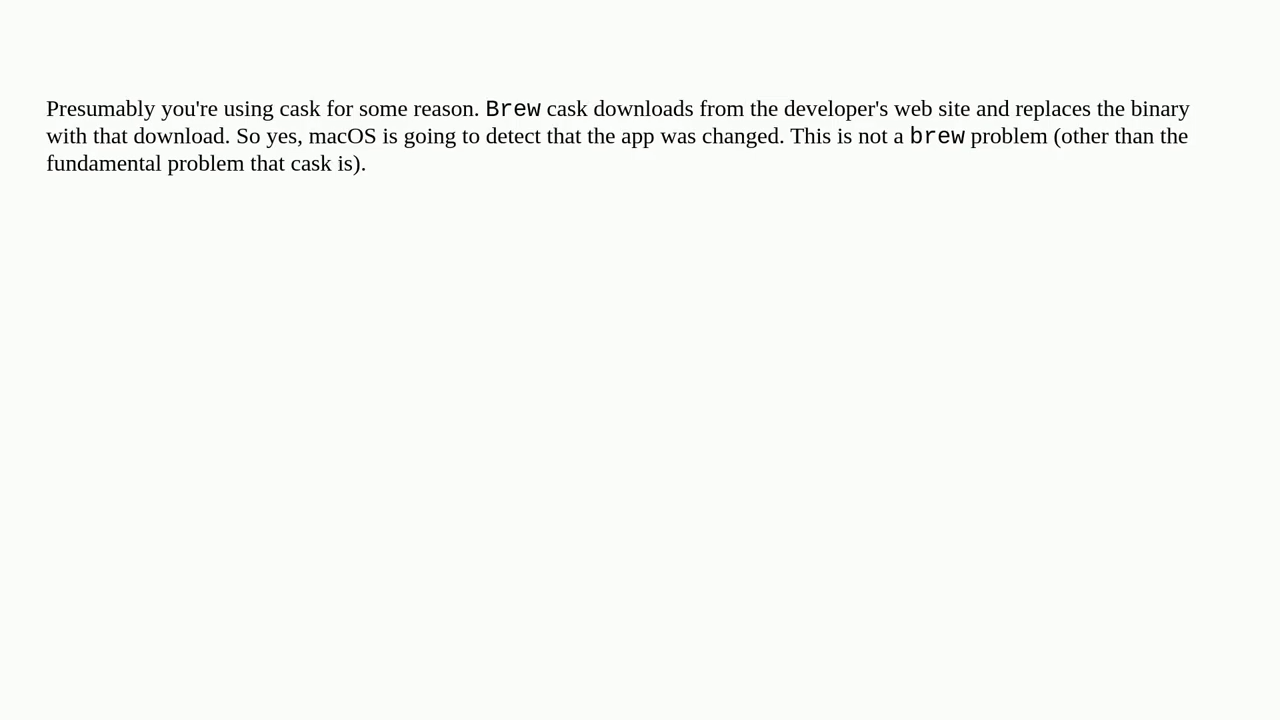 Presumably you're using cask for some reason. Brew cask downloads from the developer's web site and replaces the binary
with that download. So yes, macOS is going to detect that the app was changed. This is not a brew problem (other than the
fundamental problem that cask is).